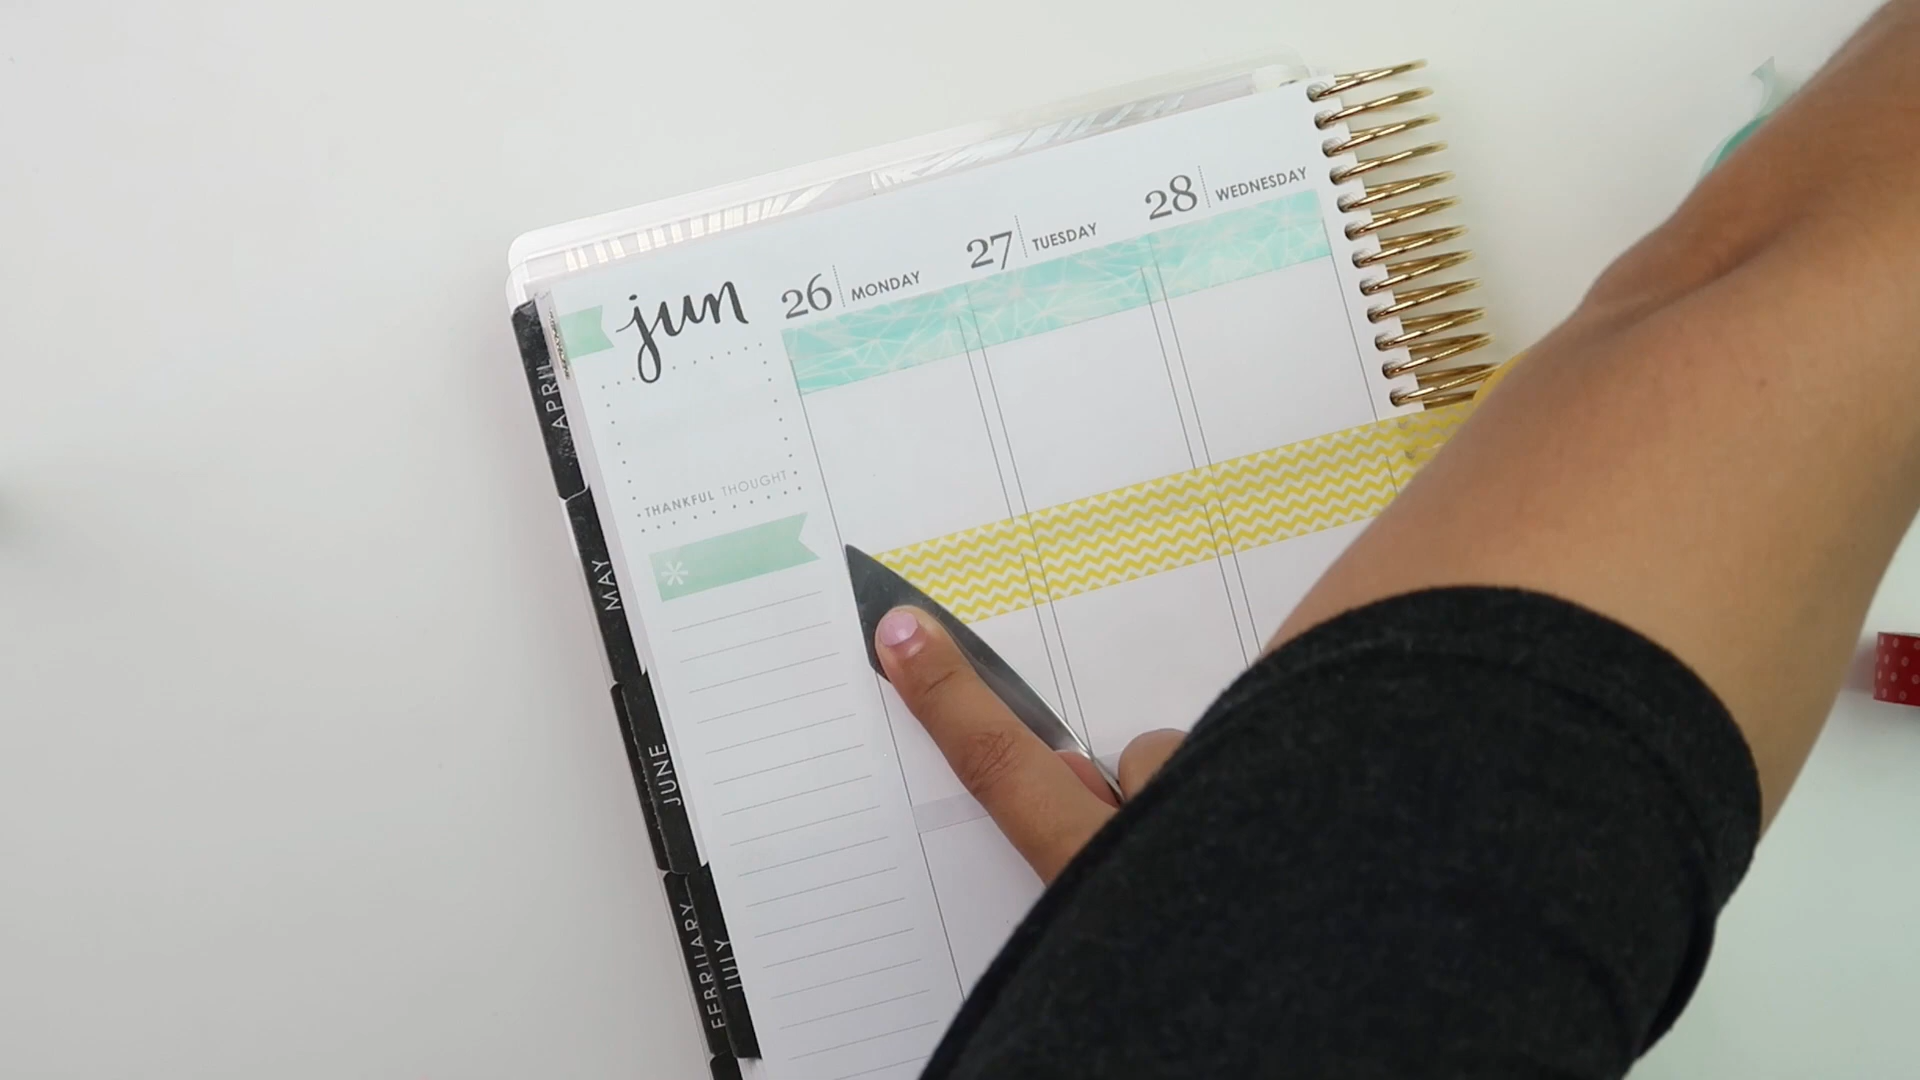 jun
26 MONDAY
27 TUESDAY
28 WEDNESDAY
THANKFUL THOUGHT
*
APRIL
MAY
JUNE
FEBRUARY
JULY